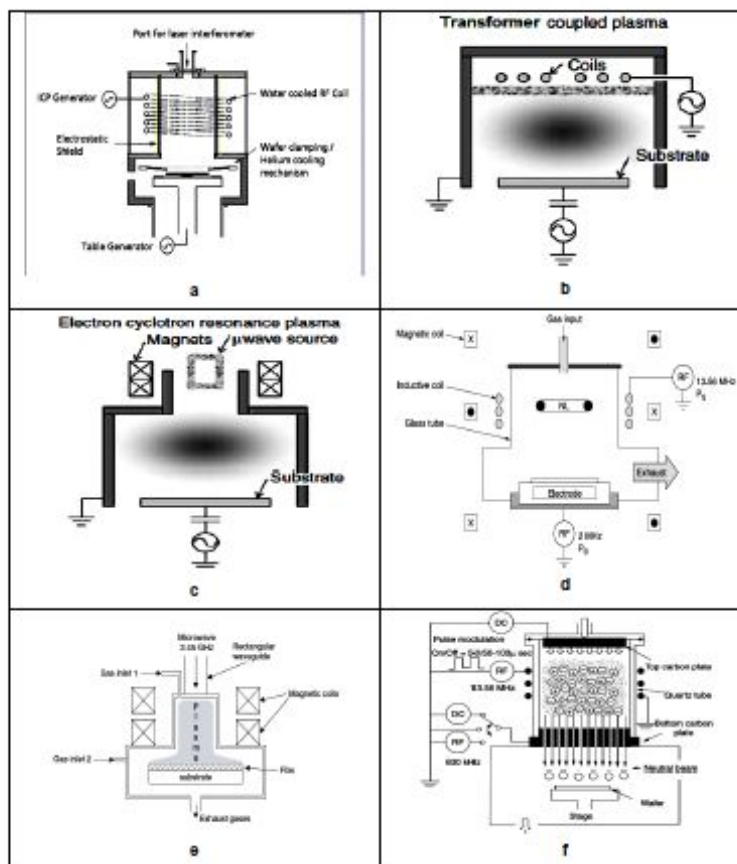 Port for laser interferometer
ICP Generator
Water cooled RF Coil
Electrostatic
Shield
Wafer clamping /
Helium cooling
mechanism
Table Generator
a
Transformer coupled plasma
Coils
Substrate
b
Electron cyclotron resonance plasma
Magnets
μwave source
Substrate
c
Gas input
Magnetic coil
x
RF
13.56 MHz
Inductive coil
NL
x
Glass tube
Exhaust
Electrode
x
RF
2 MHz
d
Microwave
2.45 GHz
Rectangular
waveguide
Gas inlet 1
Magnetic coils
Plasma
Film
Gas inlet 2
substrate
Exhaust gases
e
DC
Pulse modulation
Top carbon plate
RF
13.56 MHz
Quartz tube
DC
Bottom carbon
plate
RF
600 kHz
Neutral beam
Wafer
Stage
f